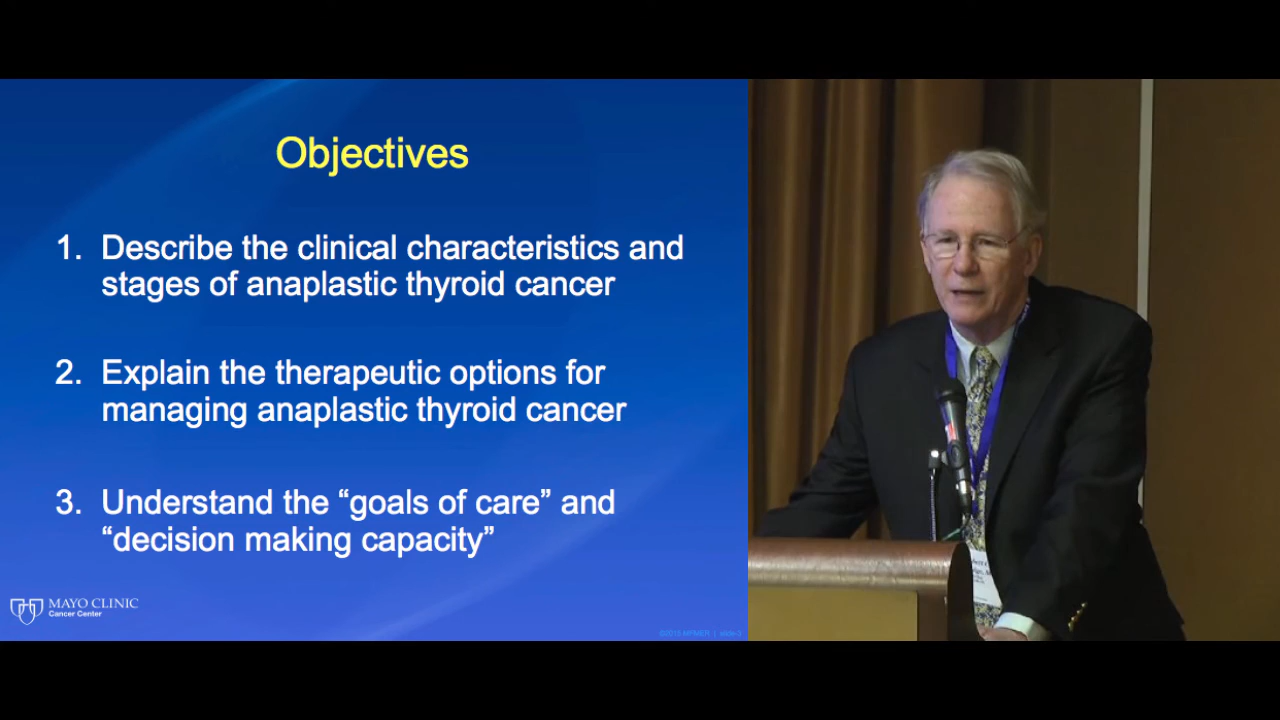 Objectives
1. Describe the clinical characteristics and
stages of anaplastic thyroid cancer
2. Explain the therapeutic options for
managing anaplastic thyroid cancer
3. Understand the “goals of care” and
“decision making capacity”
MAYO CLINIC
Cancer Center